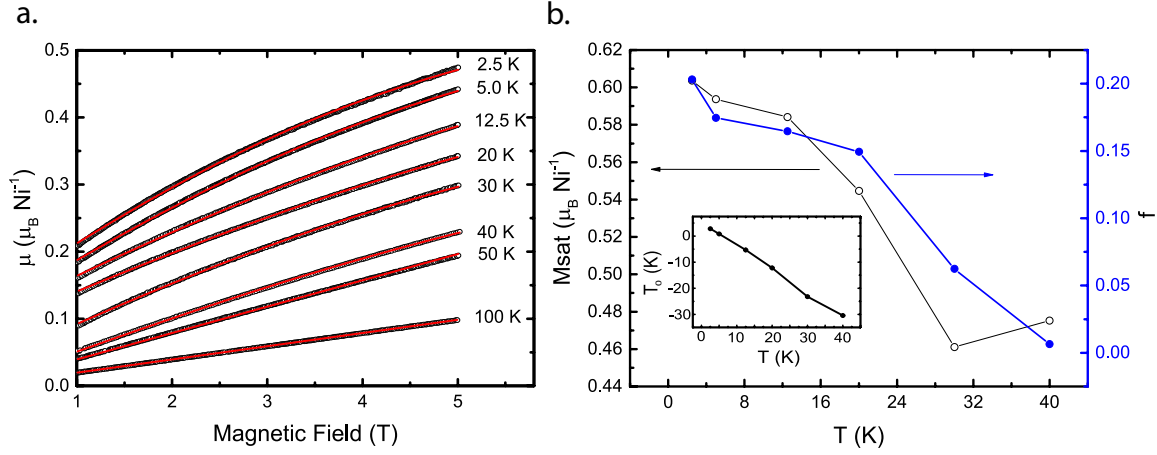 a.
0.5
0.4
0.3
0.2
0.1
0.0
μ (μB Ni-1)
2.5 K
5.0 K
12.5 K
20 K
30 K
40 K
50 K
100 K
1
2
3
4
5
Magnetic Field (T)
b.
0.62
0.60
0.58
0.56
0.54
0.52
0.50
0.48
0.46
0.44
Msat (μB Ni-1)
0.20
0.15
0.10
0.05
0.00
f
0
-10
-20
-30
To (K)
0
10
20
30
40
T (K)
0
8
16
24
32
40
T (K)